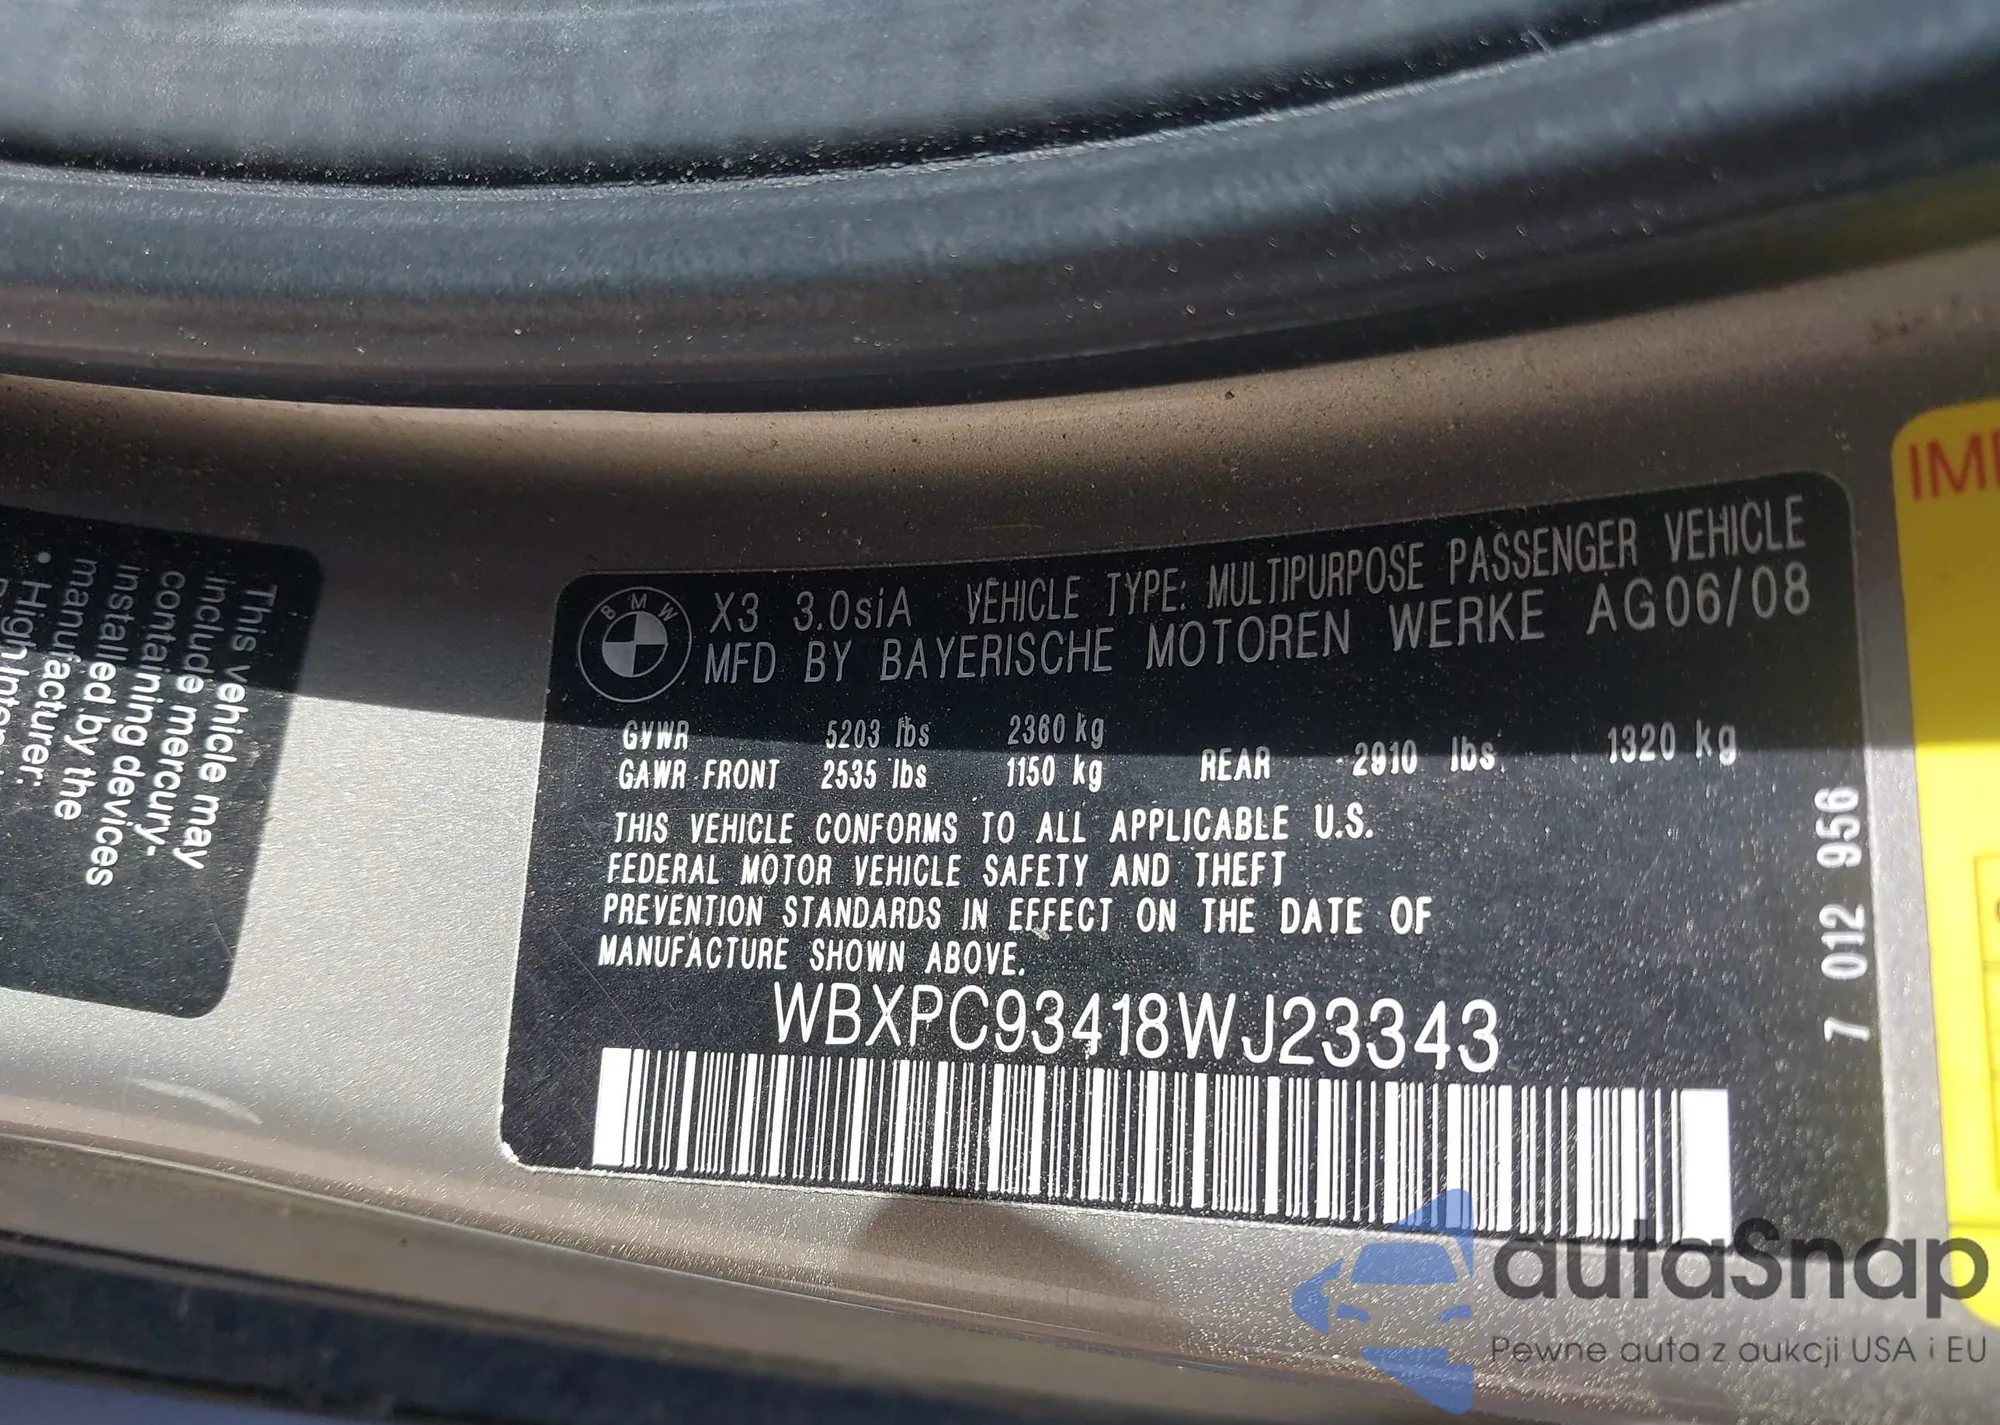 This vehicle may
include mercury-
containing devices
installed by the
manufacturer:
BMW
X3 3.0siA VEHICLE TYPE: MULTIPURPOSE PASSENGER VEHICLE
MFD BY BAYERISCHE MOTOREN WERKE AG06/08
GVWR 5203 lbs 2360 kg
GAWR FRONT 2535 lbs 1150 kg REAR 2910 lbs 1320 kg
THIS VEHICLE CONFORMS TO ALL APPLICABLE U.S.
FEDERAL MOTOR VEHICLE SAFETY AND THEFT
PREVENTION STANDARDS IN EFFECT ON THE DATE OF
MANUFACTURE SHOWN ABOVE.
WBXPC93418WJ23343
7 012 956
autaSnap
Pewne auta z aukcji USA i EU